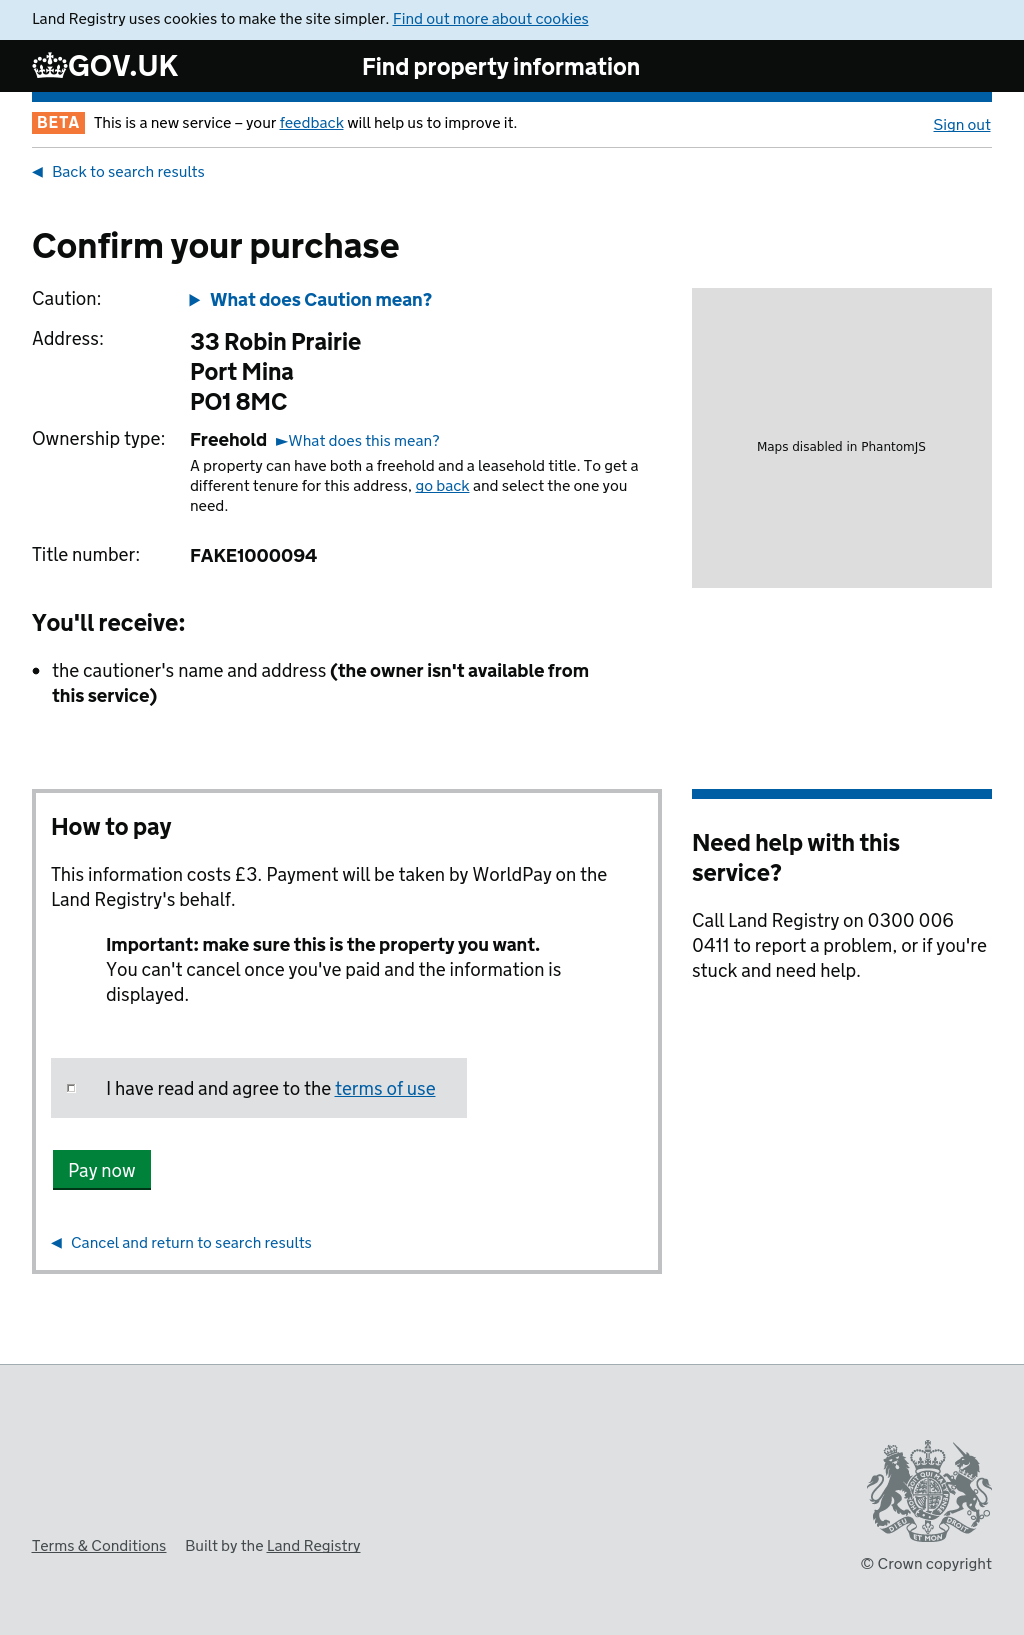 Land Registry uses cookies to make the site simpler. Find out more about cookies
GOV.UK
Find property information
BETA This is a new service – your feedback will help us to improve it.
Sign out
◀ Back to search results
Confirm your purchase
Caution:
▶ What does Caution mean?
Address:
33 Robin Prairie
Port Mina
PO1 8MC
Ownership type:
Freehold ►What does this mean?
A property can have both a freehold and a leasehold title. To get a
different tenure for this address, go back and select the one you
need.
Title number:
FAKE1000094
Maps disabled in PhantomJS
You'll receive:
• the cautioner's name and address (the owner isn't available from
this service)
How to pay
This information costs £3. Payment will be taken by WorldPay on the
Land Registry's behalf.
Important: make sure this is the property you want.
You can't cancel once you've paid and the information is
displayed.
I have read and agree to the terms of use
Pay now
◀ Cancel and return to search results
Need help with this
service?
Call Land Registry on 0300 006
0411 to report a problem, or if you're
stuck and need help.
Terms & Conditions
Built by the Land Registry
DIEU ET MON DROIT
© Crown copyright